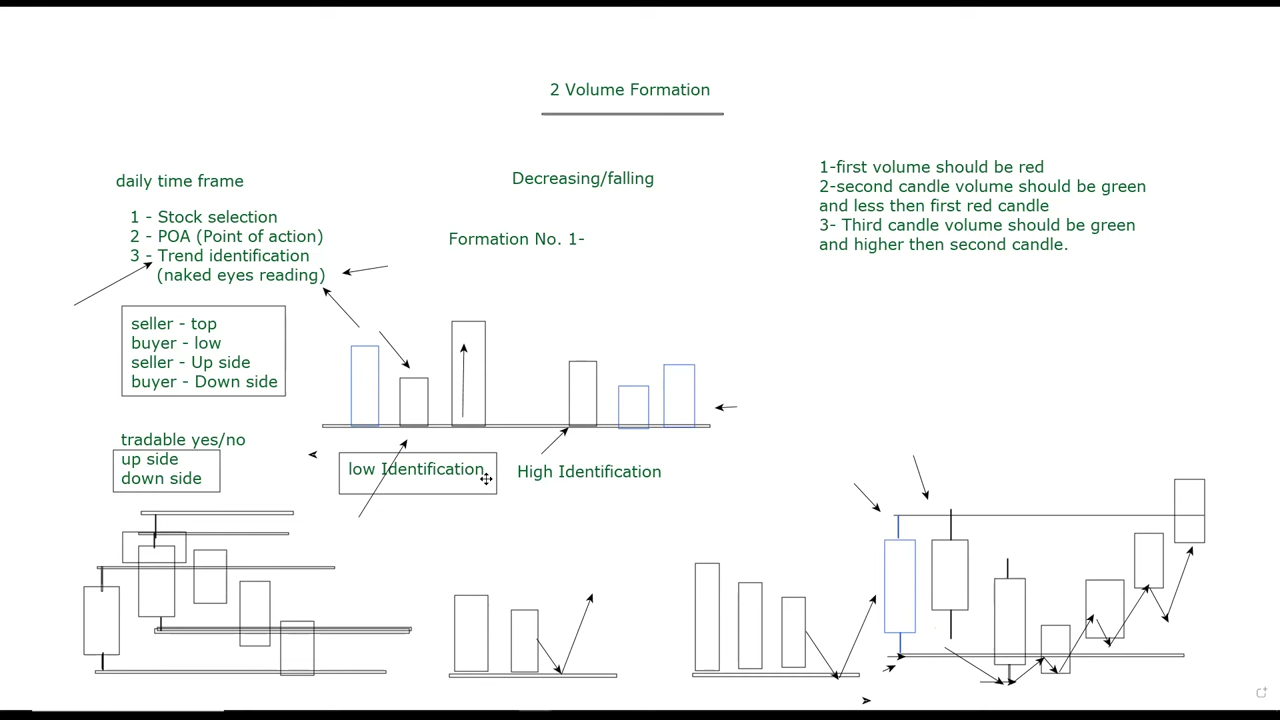 2 Volume Formation
daily time frame
1 - Stock selection
2 - POA (Point of action)
3 - Trend identification
(naked eyes reading)
seller - top
buyer - low
seller - Up side
buyer - Down side
tradable yes/no
up side
down side
Decreasing/falling
Formation No. 1-
low Identification
High Identification
1-first volume should be red
2-second candle volume should be green
and less then first red candle
3- Third candle volume should be green
and higher then second candle.